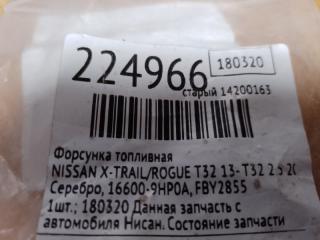 224966
180320
старый 14200163
Форсунка топливная
NISSAN X-TRAIL/ROGUE T32 13- T32 2.5
Серебро, 16600-9HP0A, FBY2855
1шт.; 180320 Данная запчасть с
автомобиля Нисан. Состояние запчасти